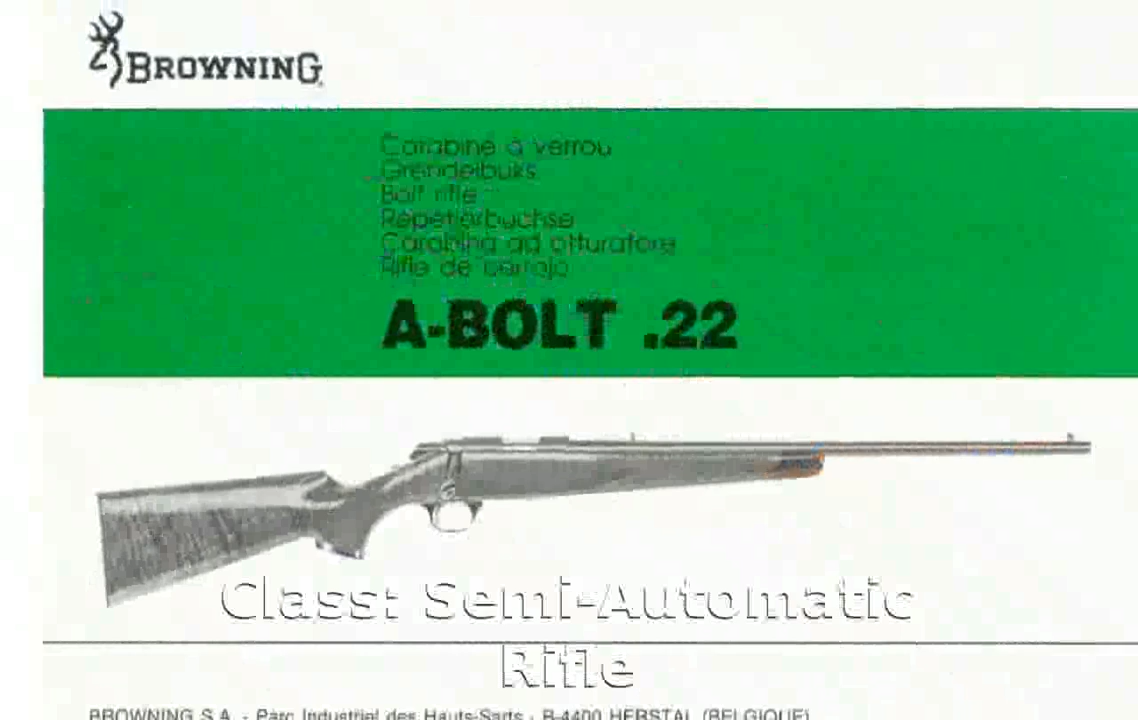 BROWNING
Carabine à verrou
Grendelbuks
Bolt rifle
Repetierbüchse
Carabina ad otturatore
Rifle de cerrojo
A-BOLT .22
Class: Semi-Automatic
Rifle
BROWNING S.A. - Parc Industriel des Hauts-Sarts - B-4400 HERSTAL (BELGIQUE)